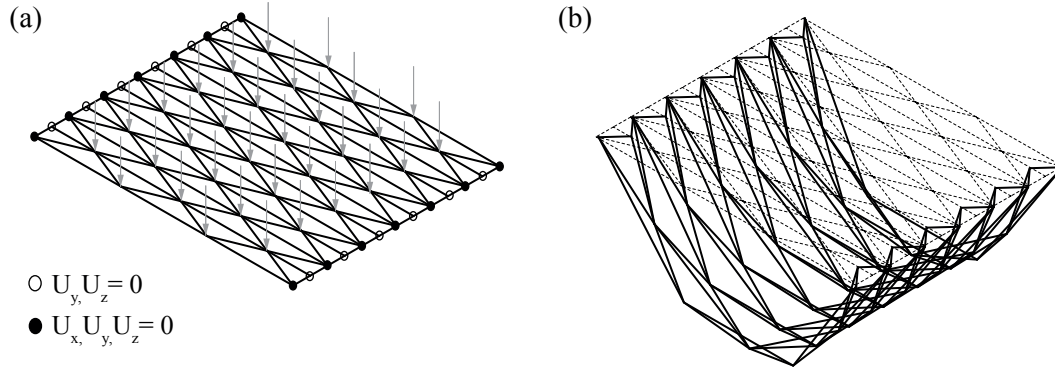 (a)
(b)
U_y, U_z = 0
U_x, U_y, U_z = 0